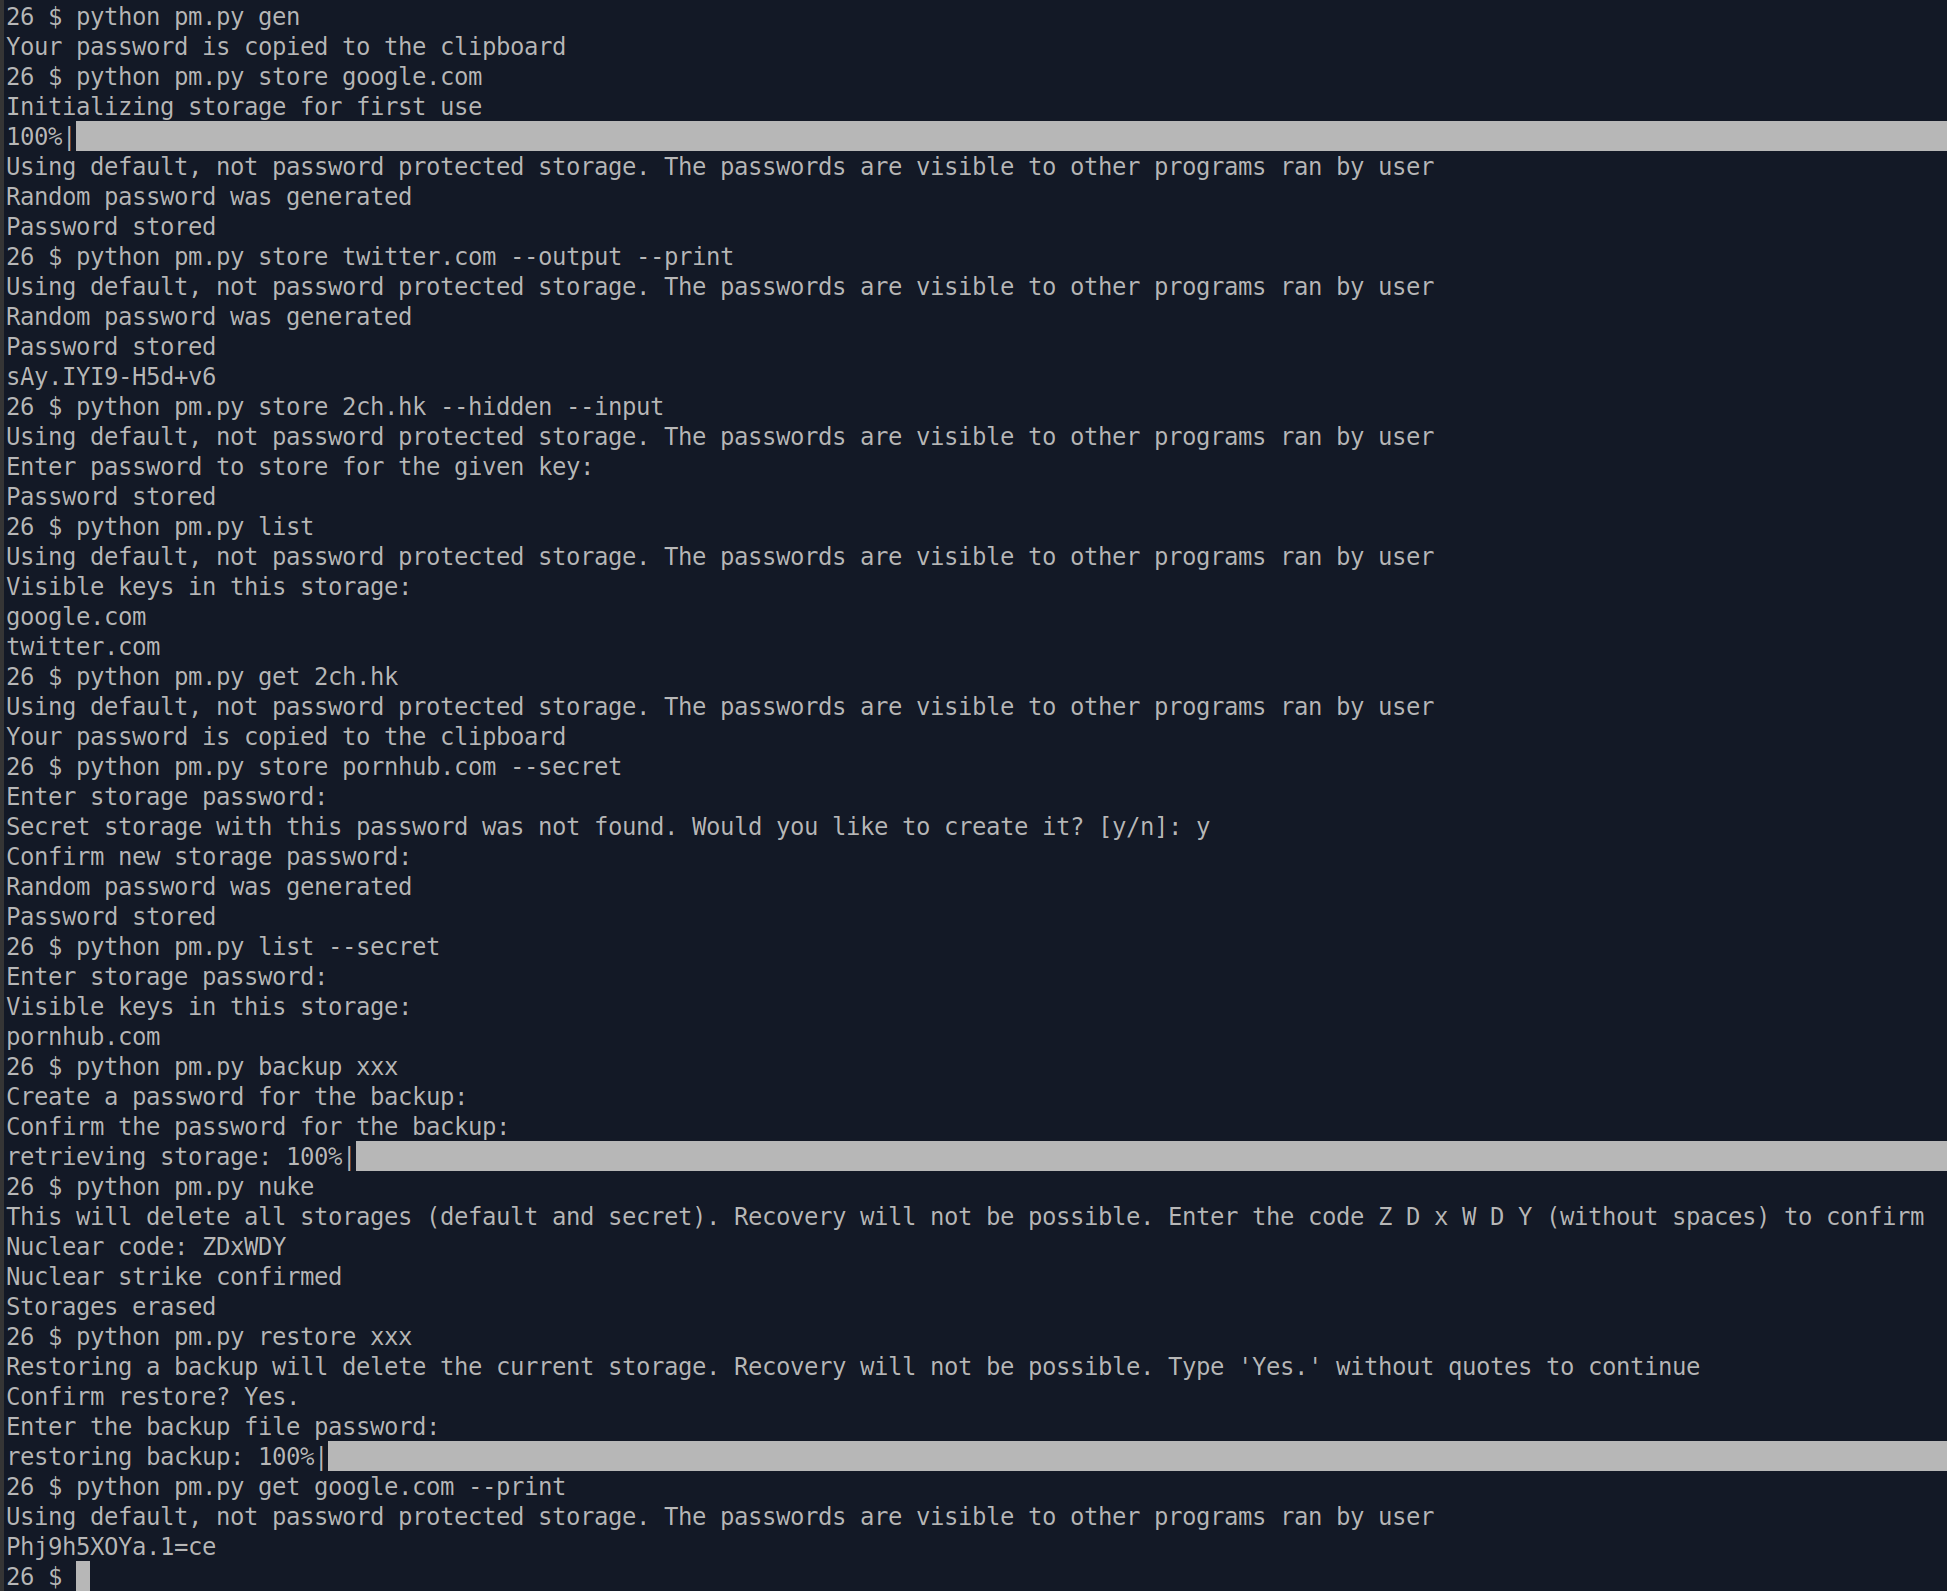 26 $ python pm.py gen
Your password is copied to the clipboard
26 $ python pm.py store google.com
Initializing storage for first use
100%|
Using default, not password protected storage. The passwords are visible to other programs ran by user
Random password was generated
Password stored
26 $ python pm.py store twitter.com --output --print
Using default, not password protected storage. The passwords are visible to other programs ran by user
Random password was generated
Password stored
sAy.IYI9-H5d+v6
26 $ python pm.py store 2ch.hk --hidden --input
Using default, not password protected storage. The passwords are visible to other programs ran by user
Enter password to store for the given key:
Password stored
26 $ python pm.py list
Using default, not password protected storage. The passwords are visible to other programs ran by user
Visible keys in this storage:
google.com
twitter.com
26 $ python pm.py get 2ch.hk
Using default, not password protected storage. The passwords are visible to other programs ran by user
Your password is copied to the clipboard
26 $ python pm.py store pornhub.com --secret
Enter storage password:
Secret storage with this password was not found. Would you like to create it? [y/n]: y
Confirm new storage password:
Random password was generated
Password stored
26 $ python pm.py list --secret
Enter storage password:
Visible keys in this storage:
pornhub.com
26 $ python pm.py backup xxx
Create a password for the backup:
Confirm the password for the backup:
retrieving storage: 100%|
26 $ python pm.py nuke
This will delete all storages (default and secret). Recovery will not be possible. Enter the code Z D x W D Y (without spaces) to confirm
Nuclear code: ZDxWDY
Nuclear strike confirmed
Storages erased
26 $ python pm.py restore xxx
Restoring a backup will delete the current storage. Recovery will not be possible. Type 'Yes.' without quotes to continue
Confirm restore? Yes.
Enter the backup file password:
restoring backup: 100%|
26 $ python pm.py get google.com --print
Using default, not password protected storage. The passwords are visible to other programs ran by user
Phj9h5XOYa.1=ce
26 $